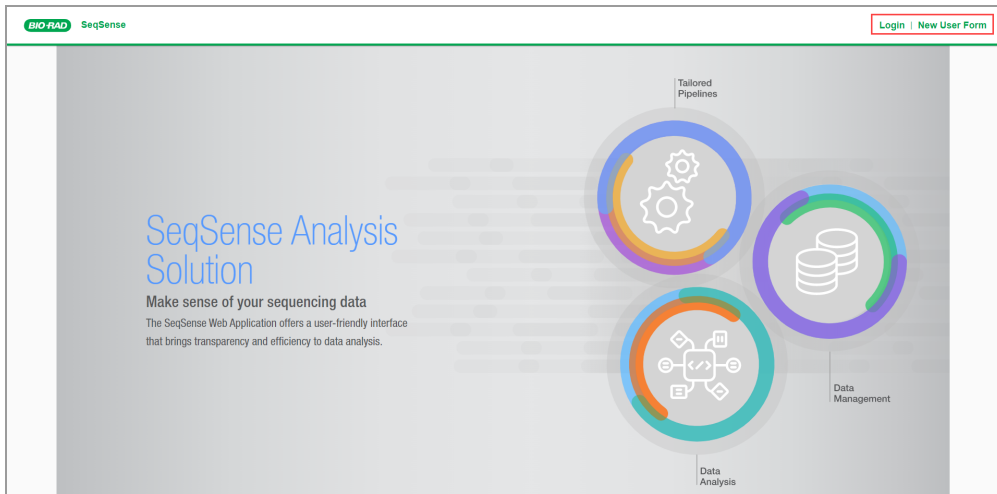 BIO-RAD SeqSense
Login | New User Form
Tailored
Pipelines
SeqSense Analysis
Solution
Make sense of your sequencing data
The SeqSense Web Application offers a user-friendly interface
that brings transparency and efficiency to data analysis.
Data
Management
Data
Analysis